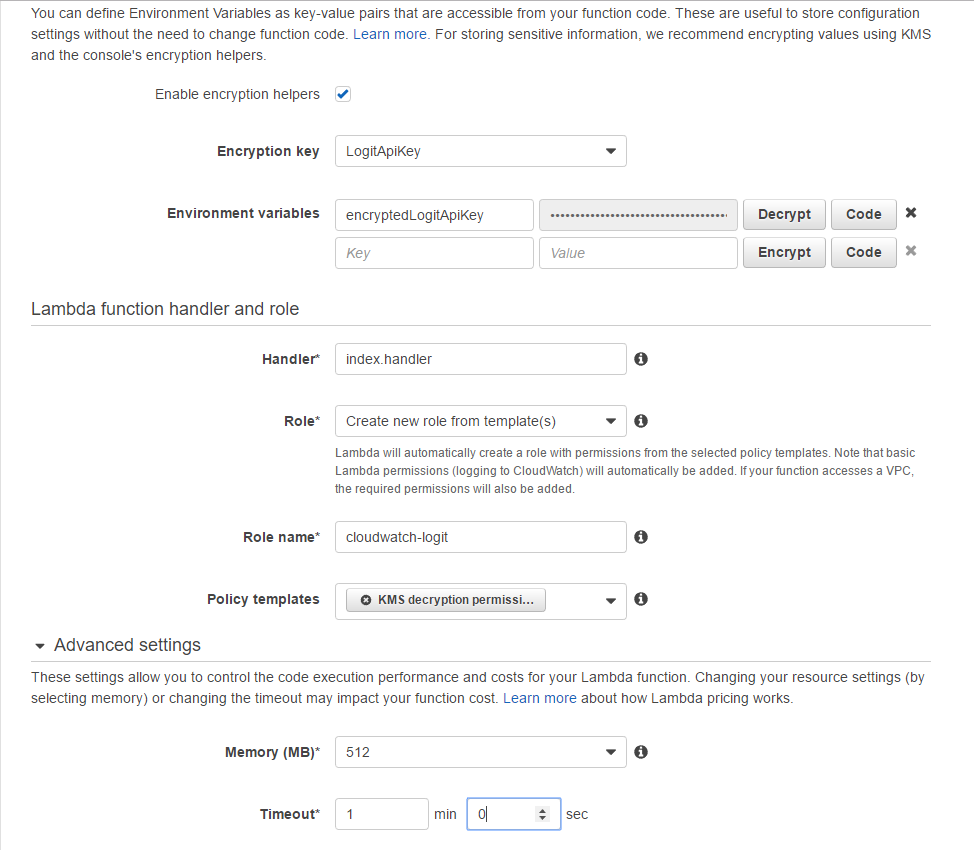 You can define Environment Variables as key-value pairs that are accessible from your function code. These are useful to store configuration
settings without the need to change function code. Learn more. For storing sensitive information, we recommend encrypting values using KMS
and the console's encryption helpers.
Enable encryption helpers
Encryption key LogitApiKey
Environment variables encryptedLogitApiKey Decrypt Code
Key Value Encrypt Code
Lambda function handler and role
Handler* index.handler
Role* Create new role from template(s)
Lambda will automatically create a role with permissions from the selected policy templates. Note that basic
Lambda permissions (logging to CloudWatch) will automatically be added. If your function accesses a VPC,
the required permissions will also be added.
Role name* cloudwatch-logit
Policy templates KMS decryption permissi...
Advanced settings
These settings allow you to control the code execution performance and costs for your Lambda function. Changing your resource settings (by
selecting memory) or changing the timeout may impact your function cost. Learn more about how Lambda pricing works.
Memory (MB)* 512
Timeout* 1 min 0 sec